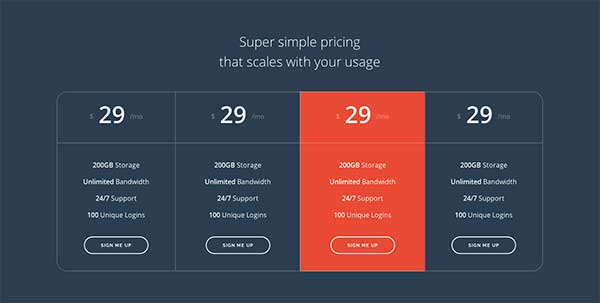 Super simple pricing
that scales with your usage
$ 29 /mo
200GB Storage
Unlimited Bandwidth
24/7 Support
100 Unique Logins
SIGN ME UP
$ 29 /mo
200GB Storage
Unlimited Bandwidth
24/7 Support
100 Unique Logins
SIGN ME UP
$ 29 /mo
200GB Storage
Unlimited Bandwidth
24/7 Support
100 Unique Logins
SIGN ME UP
$ 29 /mo
200GB Storage
Unlimited Bandwidth
24/7 Support
100 Unique Logins
SIGN ME UP